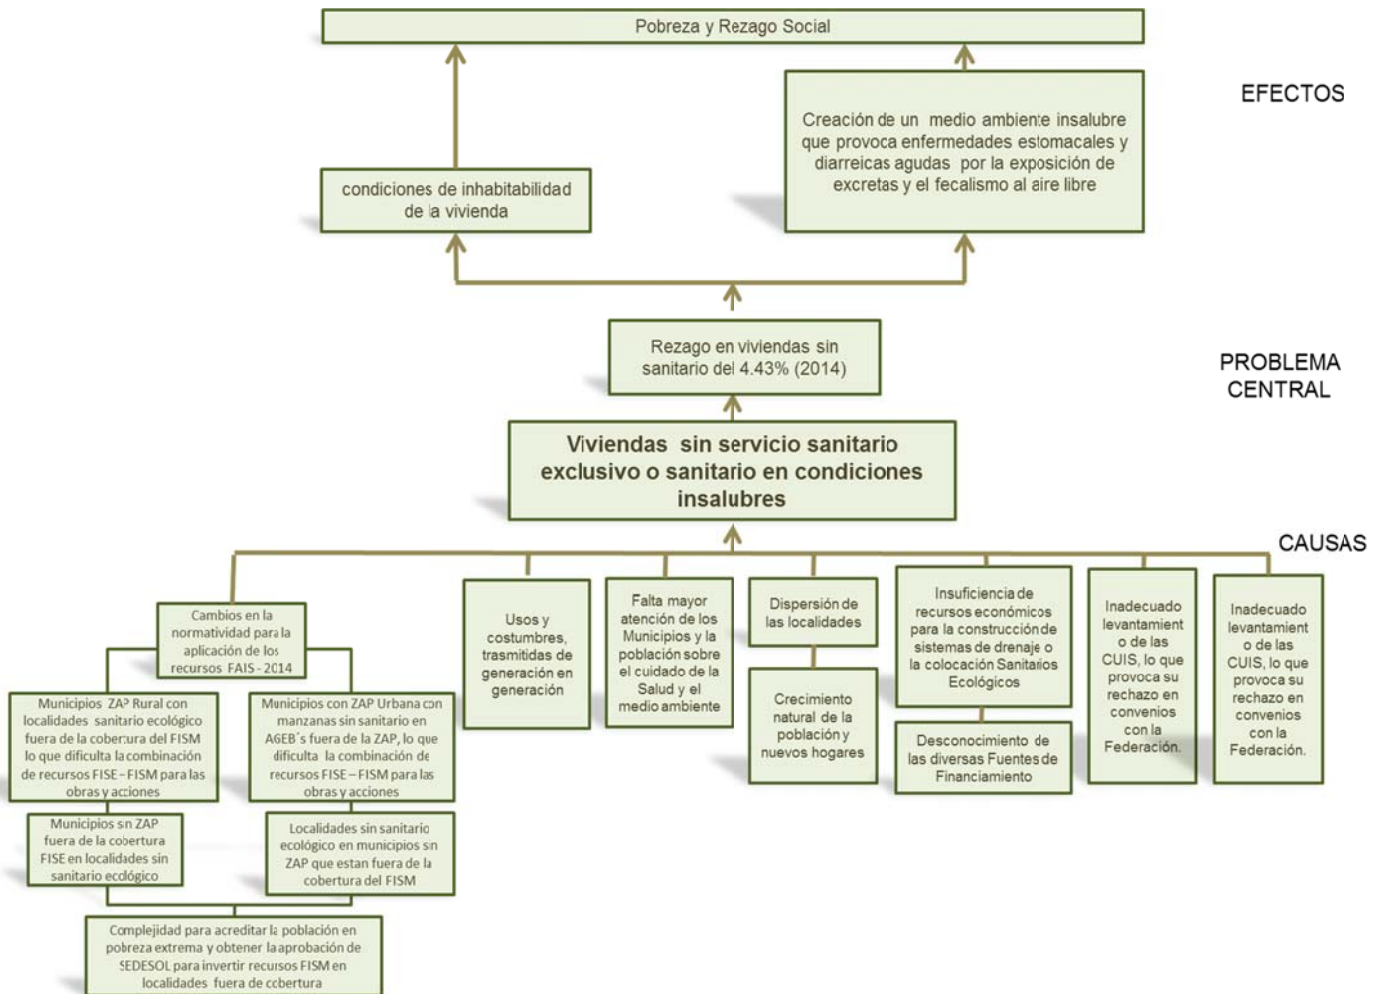 Pobreza y Rezago Social
EFECTOS
Creación de un medio ambiente insalubre
que provoca enfermedades estomacales y
diarreicas agudas por la exposición de
excretas y el fecalismo al aire libre
condiciones de inhabitabilidad
de la vivienda
Rezago en viviendas sin
sanitario del 4.43% (2014)
PROBLEMA
CENTRAL
Viviendas sin servicio sanitario
exclusivo o sanitario en condiciones
insalubres
CAUSAS
Cambios en la
normatividad para la
aplicación de los
recursos FAIS - 2014
Municipios ZAP Rural con
localidades sanitario ecológico
fuera de la cobertura del FISM
lo que dificulta la combinación
de recursos FISE – FISM para las
obras y acciones
Municipios con ZAP Urbana con
manzanas sin sanitario en
AGEB´s fuera de la ZAP, lo que
dificulta la combinación de
recursos FISE – FISM para las
obras y acciones
Municipios sin ZAP
fuera de la cobertura
FISE en localidades sin
sanitario ecológico
Localidades sin sanitario
ecológico en municipios sin
ZAP que estan fuera de la
cobertura del FISM
Complejidad para acreditar la población en
pobreza extrema y obtener la aprobación de
SEDESOL para invertir recursos FISM en
localidades fuera de cobertura
Usos y
costumbres,
trasmitidas de
generación en
generación
Falta mayor
atención de los
Municipios y la
población sobre
el cuidado de la
Salud y el
medio ambiente
Dispersión de
las localidades
Crecimiento
natural de la
población y
nuevos hogares
Insuficiencia de
recursos económicos
para la construcción de
sistemas de drenaje o
la colocación Sanitarios
Ecológicos
Desconocimiento de
las diversas Fuentes de
Financiamiento
Inadecuado
levantamient
o de las
CUIS, lo que
provoca su
rechazo en
convenios
con la
Federación.
Inadecuado
levantamient
o de las
CUIS, lo que
provoca su
rechazo en
convenios
con la
Federación.